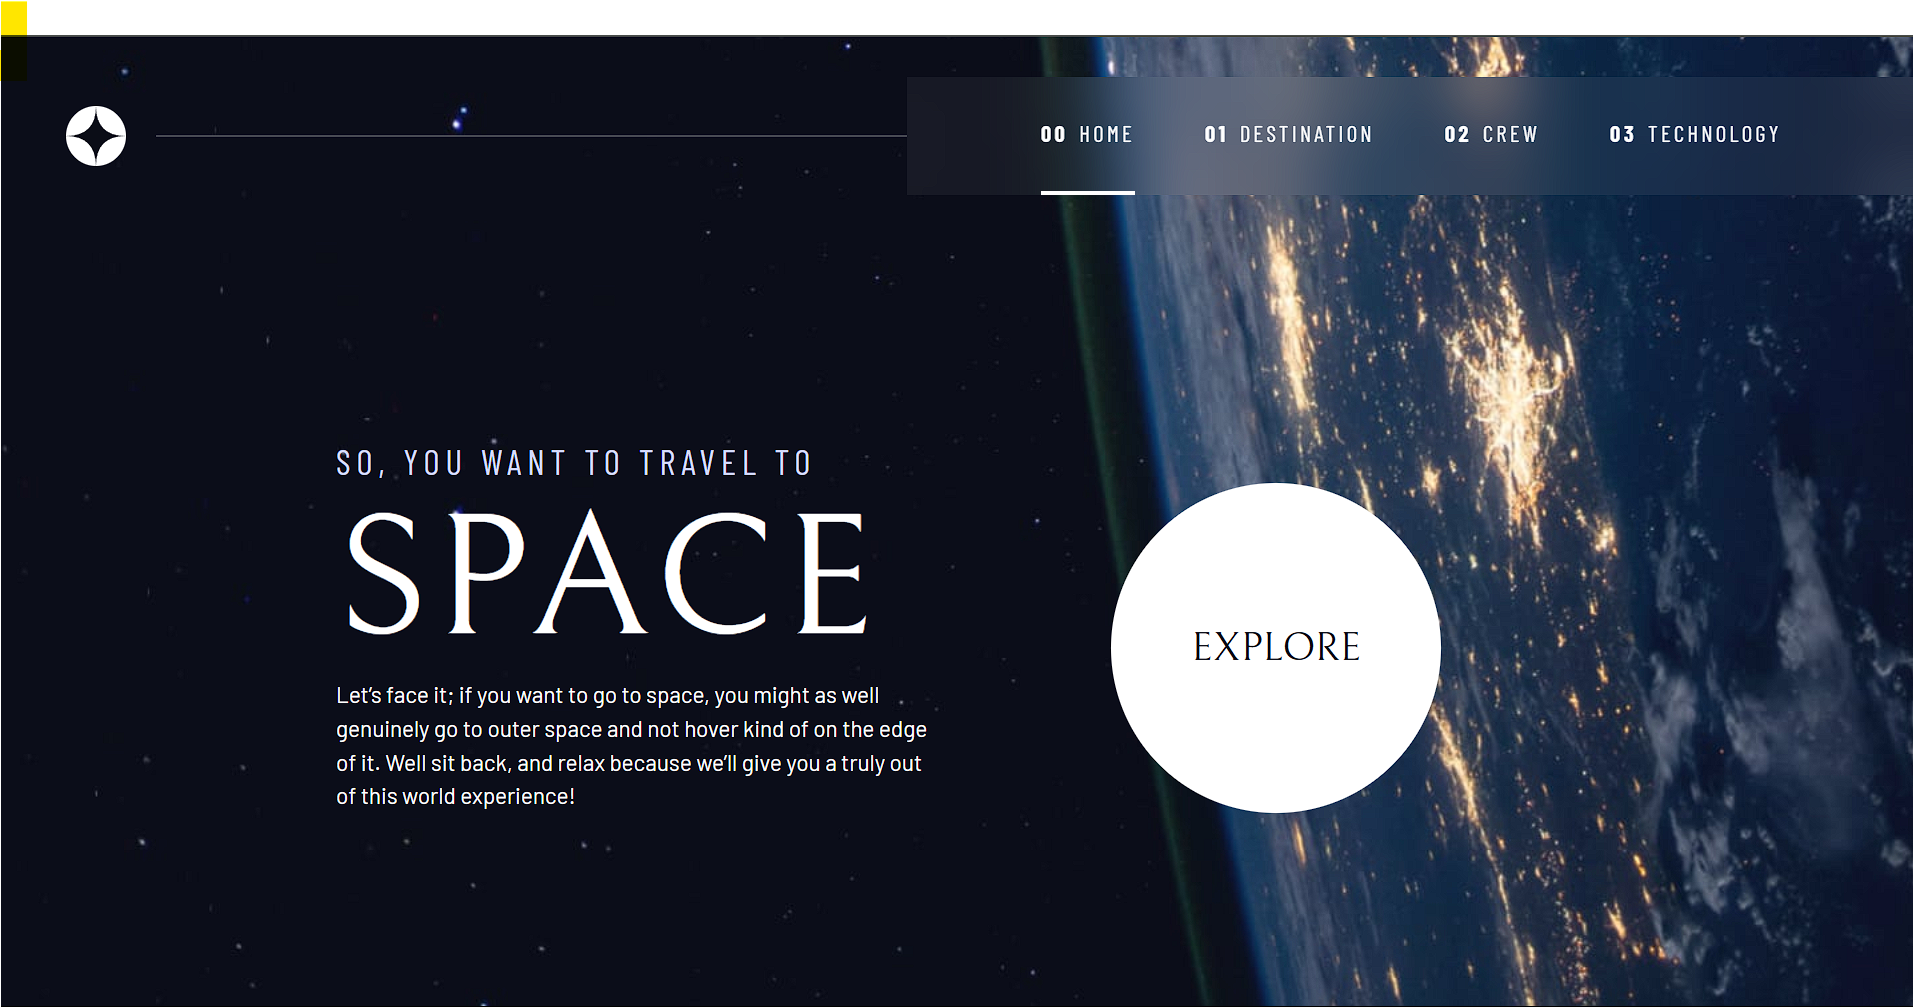 00 HOME 01 DESTINATION 02 CREW 03 TECHNOLOGY
SO, YOU WANT TO TRAVEL TO
SPACE
Let’s face it; if you want to go to space, you might as well
genuinely go to outer space and not hover kind of on the edge
of it. Well sit back, and relax because we’ll give you a truly out
of this world experience!
EXPLORE